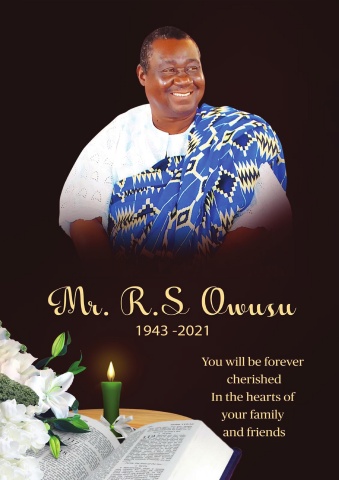 Mr. R.S Owusu
1943 -2021
You will be forever
cherished
In the hearts of
your family
and friends